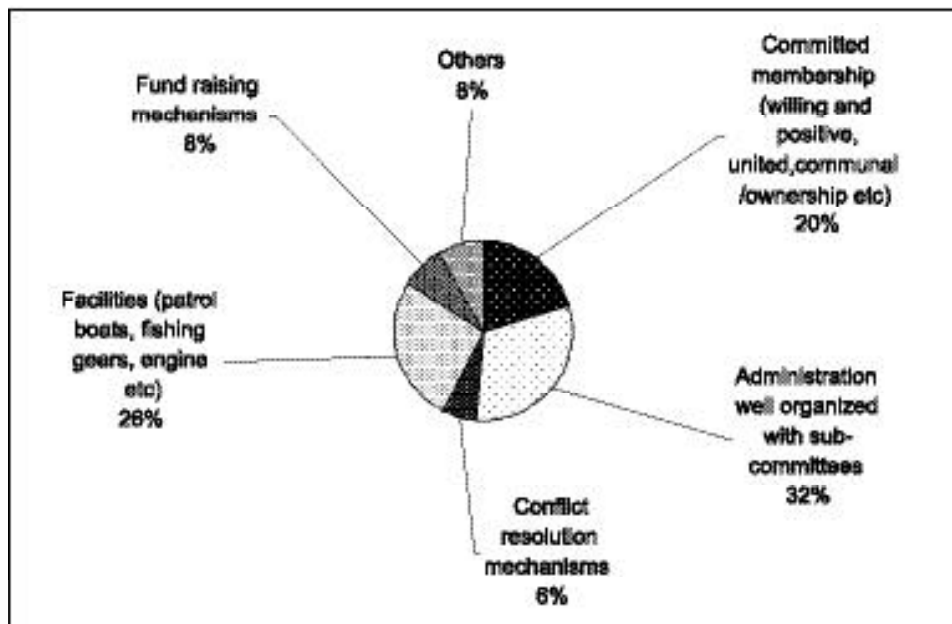 Others
8%
Fund raising
mechanisms
8%
Committed
membership
(willing and
positive,
united,communal
/ownership etc)
20%
Facilities (patrol
boats, fishing
gears, engine
etc)
26%
Administration
well organized
with sub-
committees
32%
Conflict
resolution
mechanisms
6%